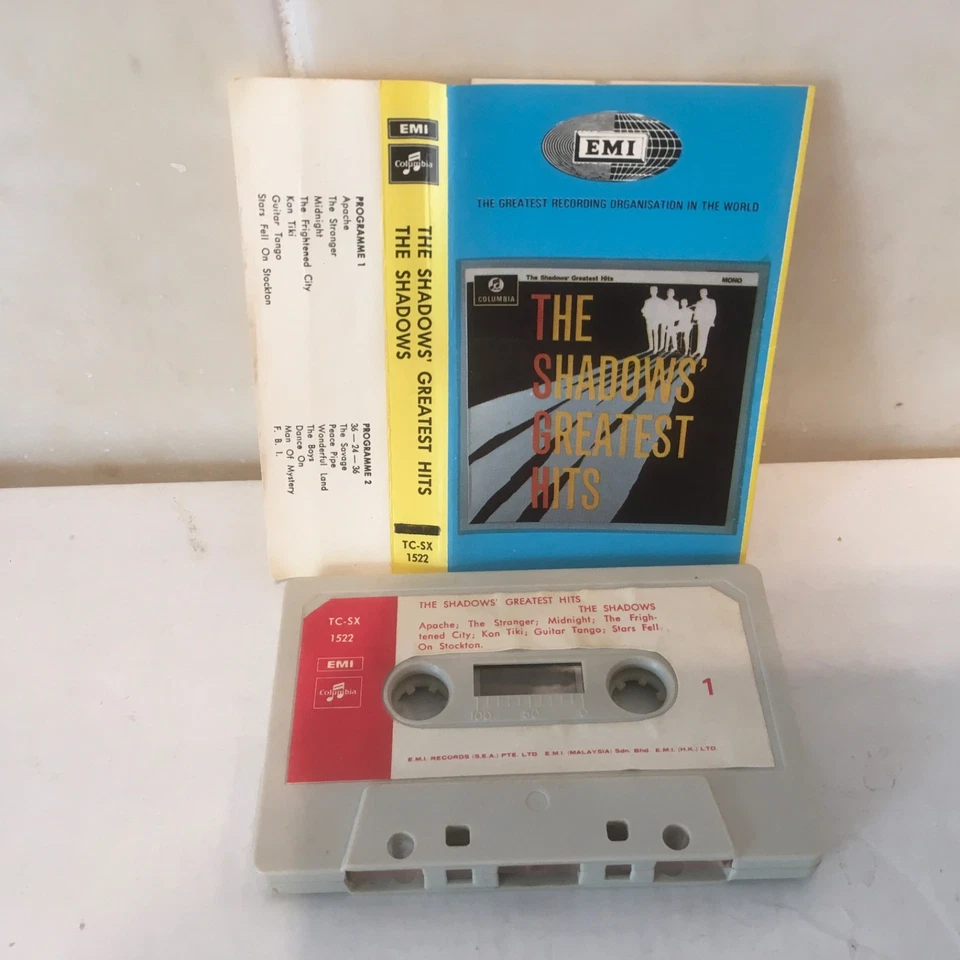 PROGRAMME 1
Apache
The Stranger
Midnight
The Frightened City
Kon Tiki
Guitar Tango
Stars Fell On Stockton
PROGRAMME 2
36—24—36
The Savage
Peace Pipe
Wonderful Land
The Boys
Dance On
Man Of Mystery
F. B. I.
EMI
Columbia
THE SHADOWS' GREATEST HITS
THE SHADOWS
TC-SX
1522
EMI
THE GREATEST RECORDING ORGANISATION IN THE WORLD
The Shadows' Greatest Hits MONO
COLUMBIA
THE
SHADOWS'
GREATEST
HITS
TC-SX
1522
EMI
Columbia
THE SHADOWS' GREATEST HITS
THE SHADOWS
Apache; The Stranger; Midnight; The Frigh-
tened City; Kon Tiki; Guitar Tango; Stars Fell
On Stockton.
100 50 0
1
E.M.I. RECORDS (S.E.A.) PTE. LTD. E.M.I. (MALAYSIA) Sdn. Bhd. E.M.I. (H.K.) LTD.